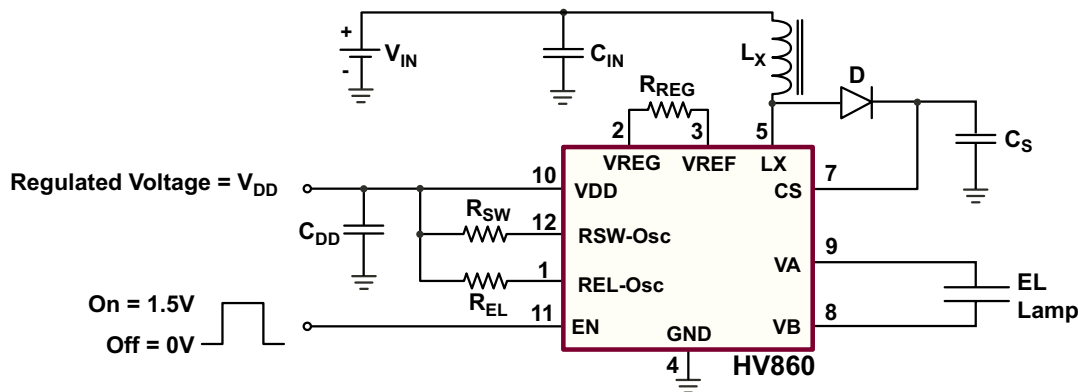 +
-
V_IN
C_IN
L_X
D
R_REG
2
3
5
C_S
VREG
VREF
LX
Regulated Voltage = V_DD
10
VDD
CS
7
C_DD
R_SW
12
RSW-Osc
VA
9
1
REL-Osc
EL
Lamp
R_EL
On = 1.5V
Off = 0V
11
EN
GND
VB
8
4
HV860